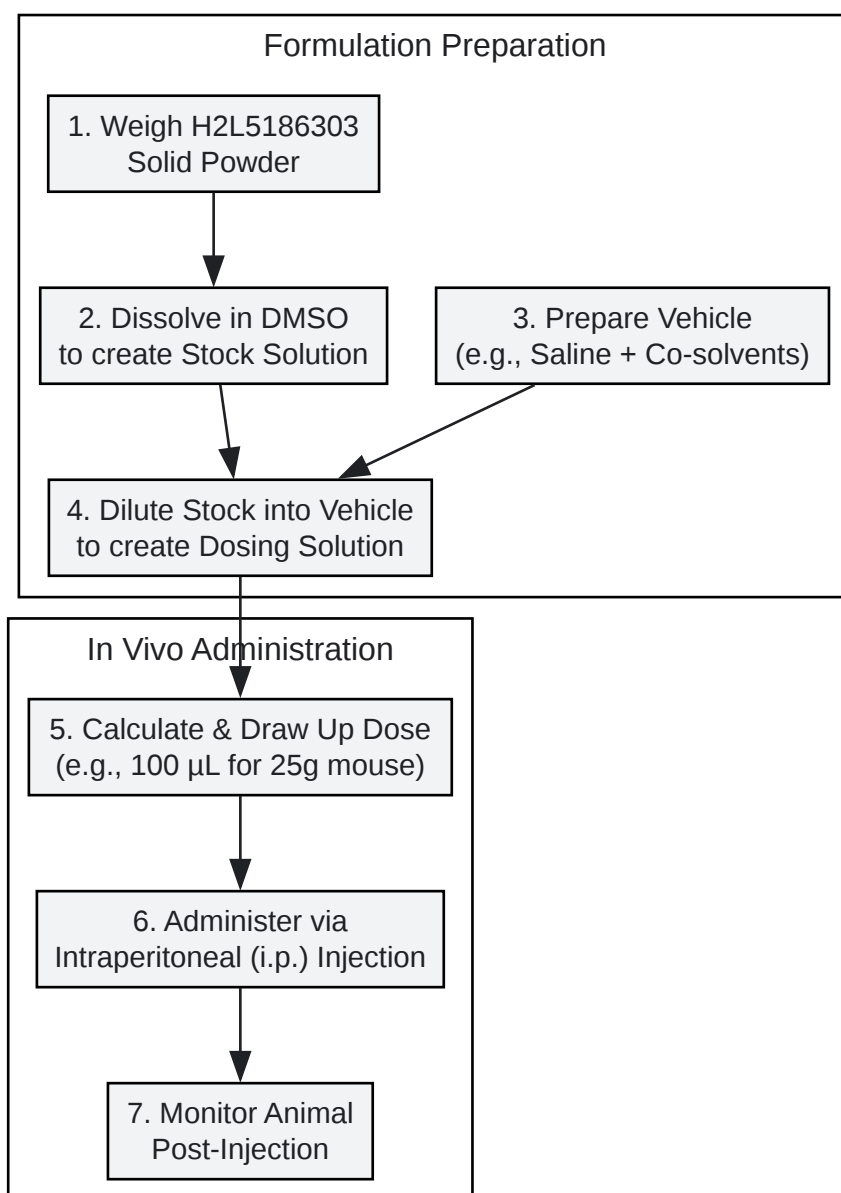 Formulation Preparation
1. Weigh H2L5186303
Solid Powder
2. Dissolve in DMSO
to create Stock Solution
3. Prepare Vehicle
(e.g., Saline + Co-solvents)
4. Dilute Stock into Vehicle
to create Dosing Solution
In Vivo Administration
5. Calculate & Draw Up Dose
(e.g., 100 µL for 25g mouse)
6. Administer via
Intraperitoneal (i.p.) Injection
7. Monitor Animal
Post-Injection